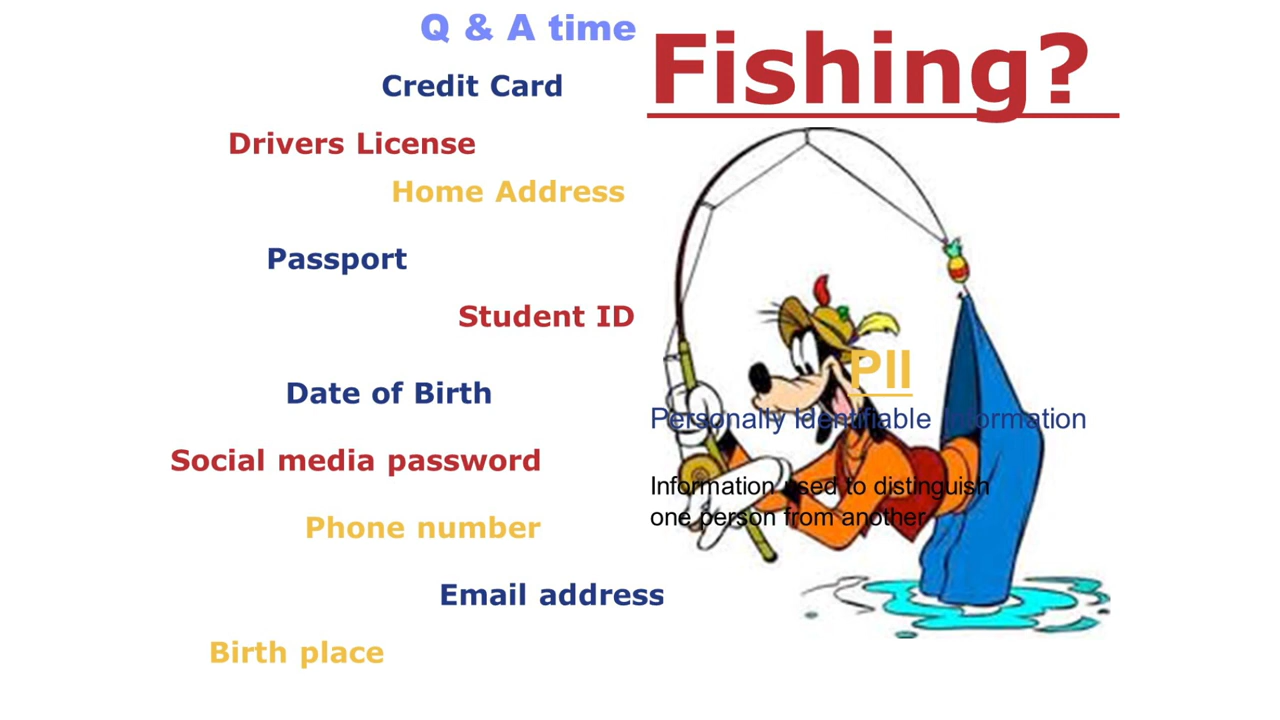 Q & A time
Fishing?
Credit Card
Drivers License
Home Address
Passport
Student ID
PII
Date of Birth
Personally Identifiable Information
Social media password
Information used to distinguish
one person from another
Phone number
Email address
Birth place